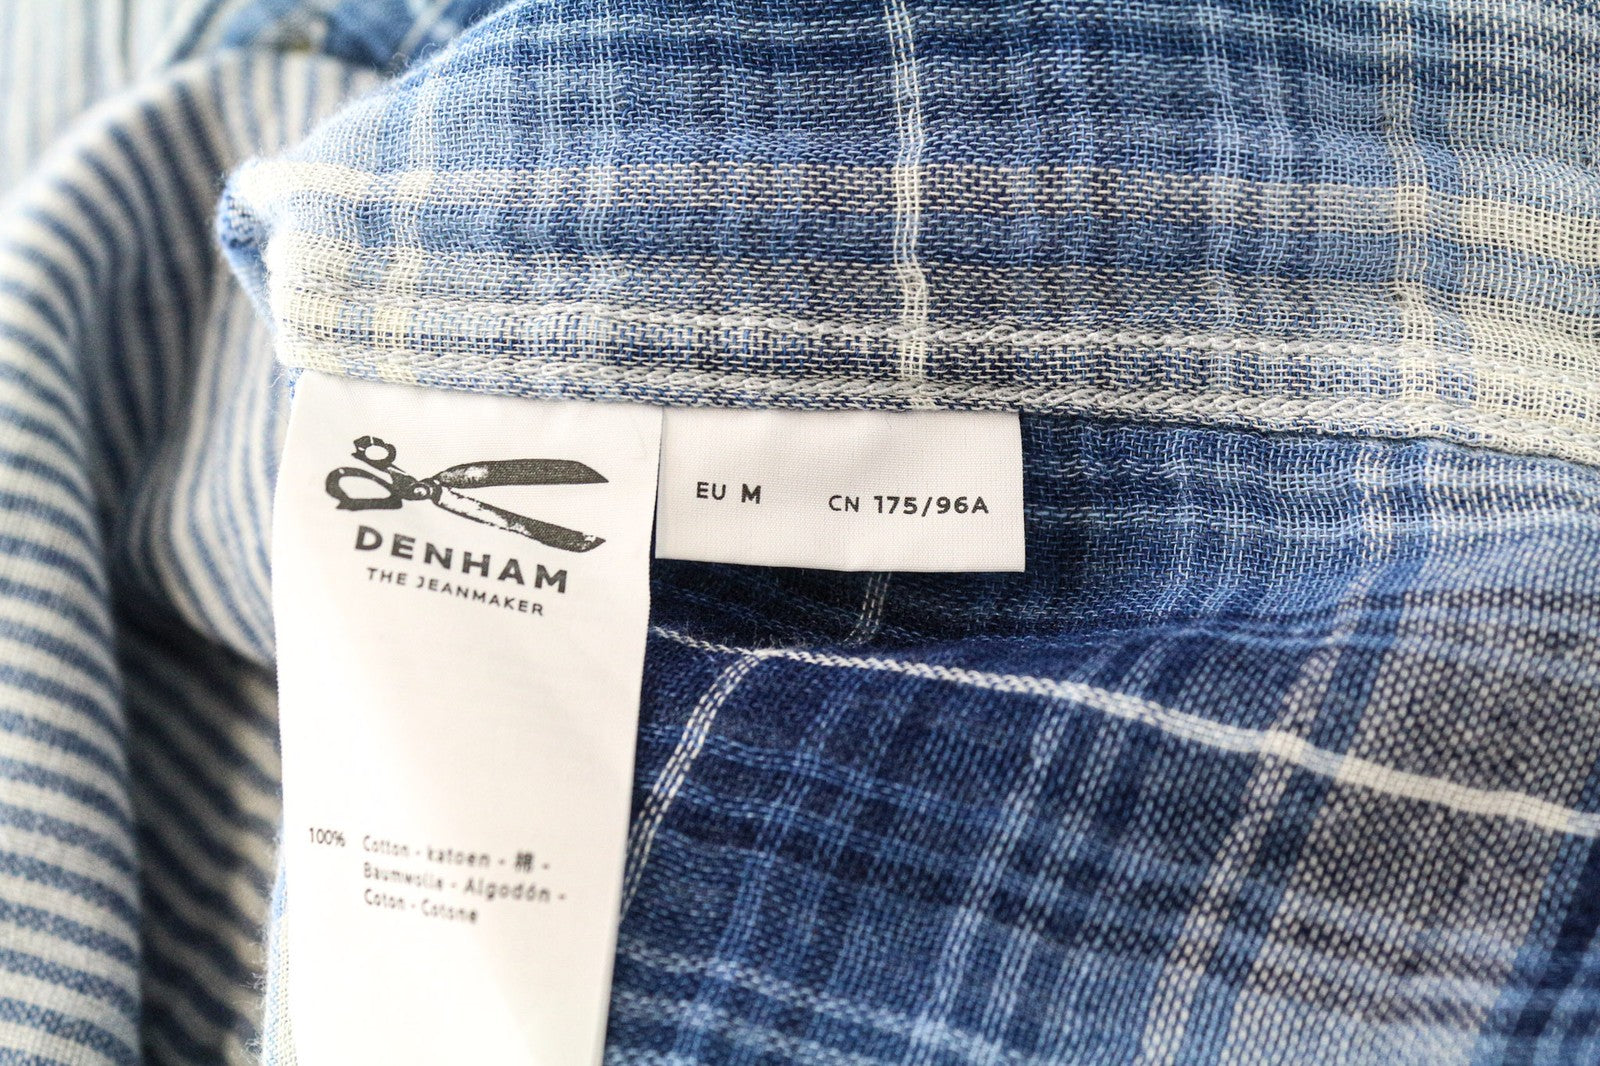 DENHAM
THE JEANMAKER
EU M CN 175/96A
100% Cotton - katoen - 棉 -
Baumwolle - Algodón -
Coton - Cotone